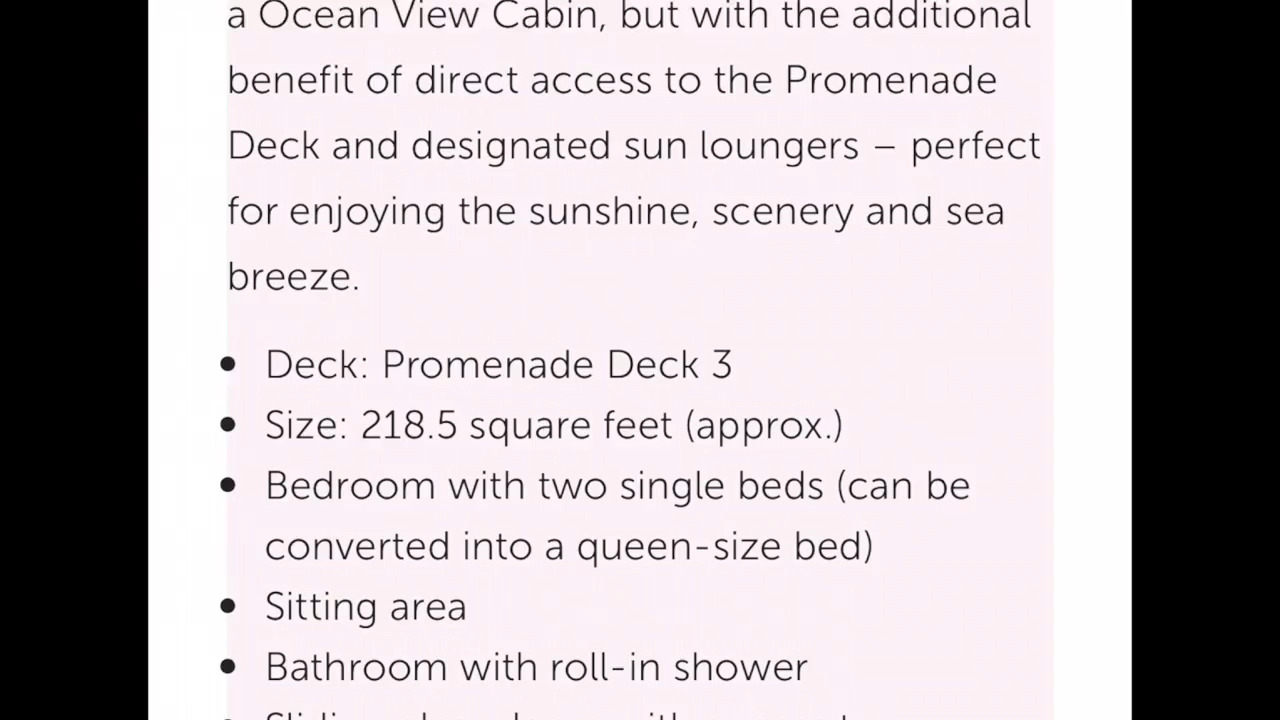 a Ocean View Cabin, but with the additional
benefit of direct access to the Promenade
Deck and designated sun loungers – perfect
for enjoying the sunshine, scenery and sea
breeze.
• Deck: Promenade Deck 3
• Size: 218.5 square feet (approx.)
• Bedroom with two single beds (can be
converted into a queen-size bed)
• Sitting area
• Bathroom with roll-in shower